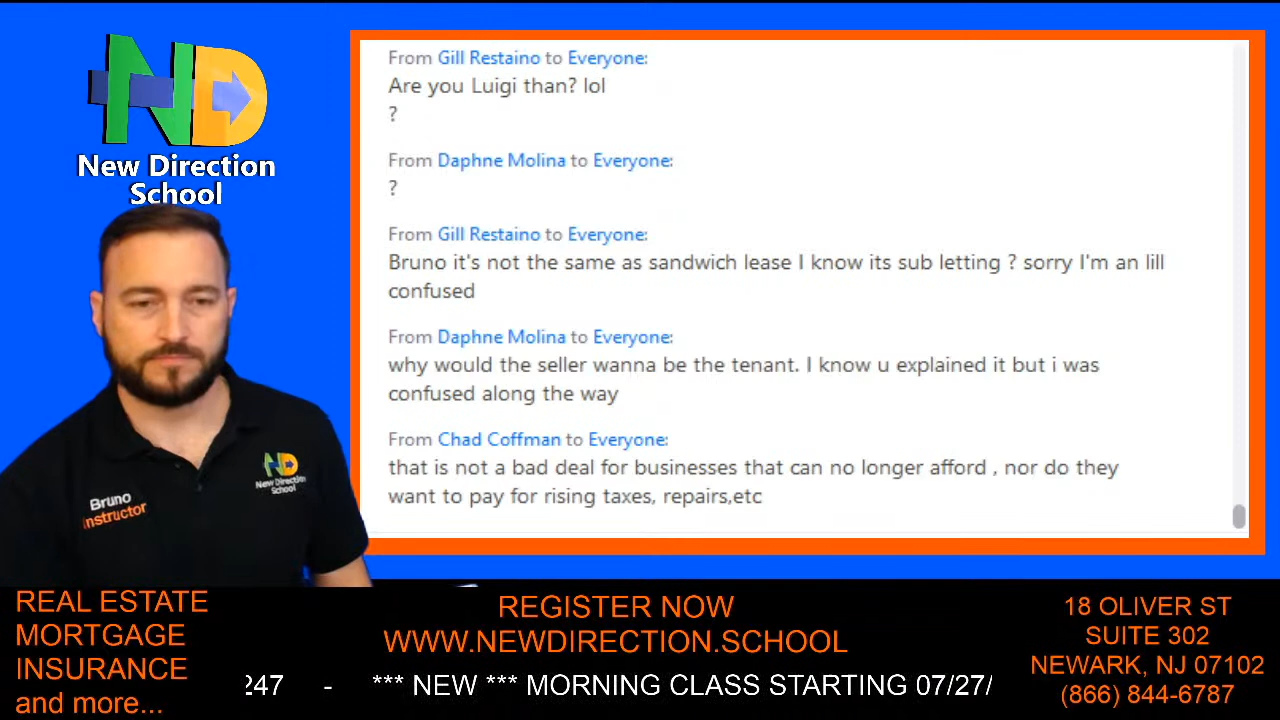 ND
New Direction
School
From Gill Restaino to Everyone:
Are you Luigi than? lol
?
From Daphne Molina to Everyone:
?
From Gill Restaino to Everyone:
Bruno it's not the same as sandwich lease I know its sub letting ? sorry I'm an lill
confused
From Daphne Molina to Everyone:
why would the seller wanna be the tenant. I know u explained it but i was
confused along the way
From Chad Coffman to Everyone:
that is not a bad deal for businesses that can no longer afford , nor do they
want to pay for rising taxes, repairs,etc
Bruno
Instructor
ND
New Direction
School
REAL ESTATE
MORTGAGE
INSURANCE
and more...
REGISTER NOW
WWW.NEWDIRECTION.SCHOOL
247 - *** NEW *** MORNING CLASS STARTING 07/27/
18 OLIVER ST
SUITE 302
NEWARK, NJ 07102
(866) 844-6787